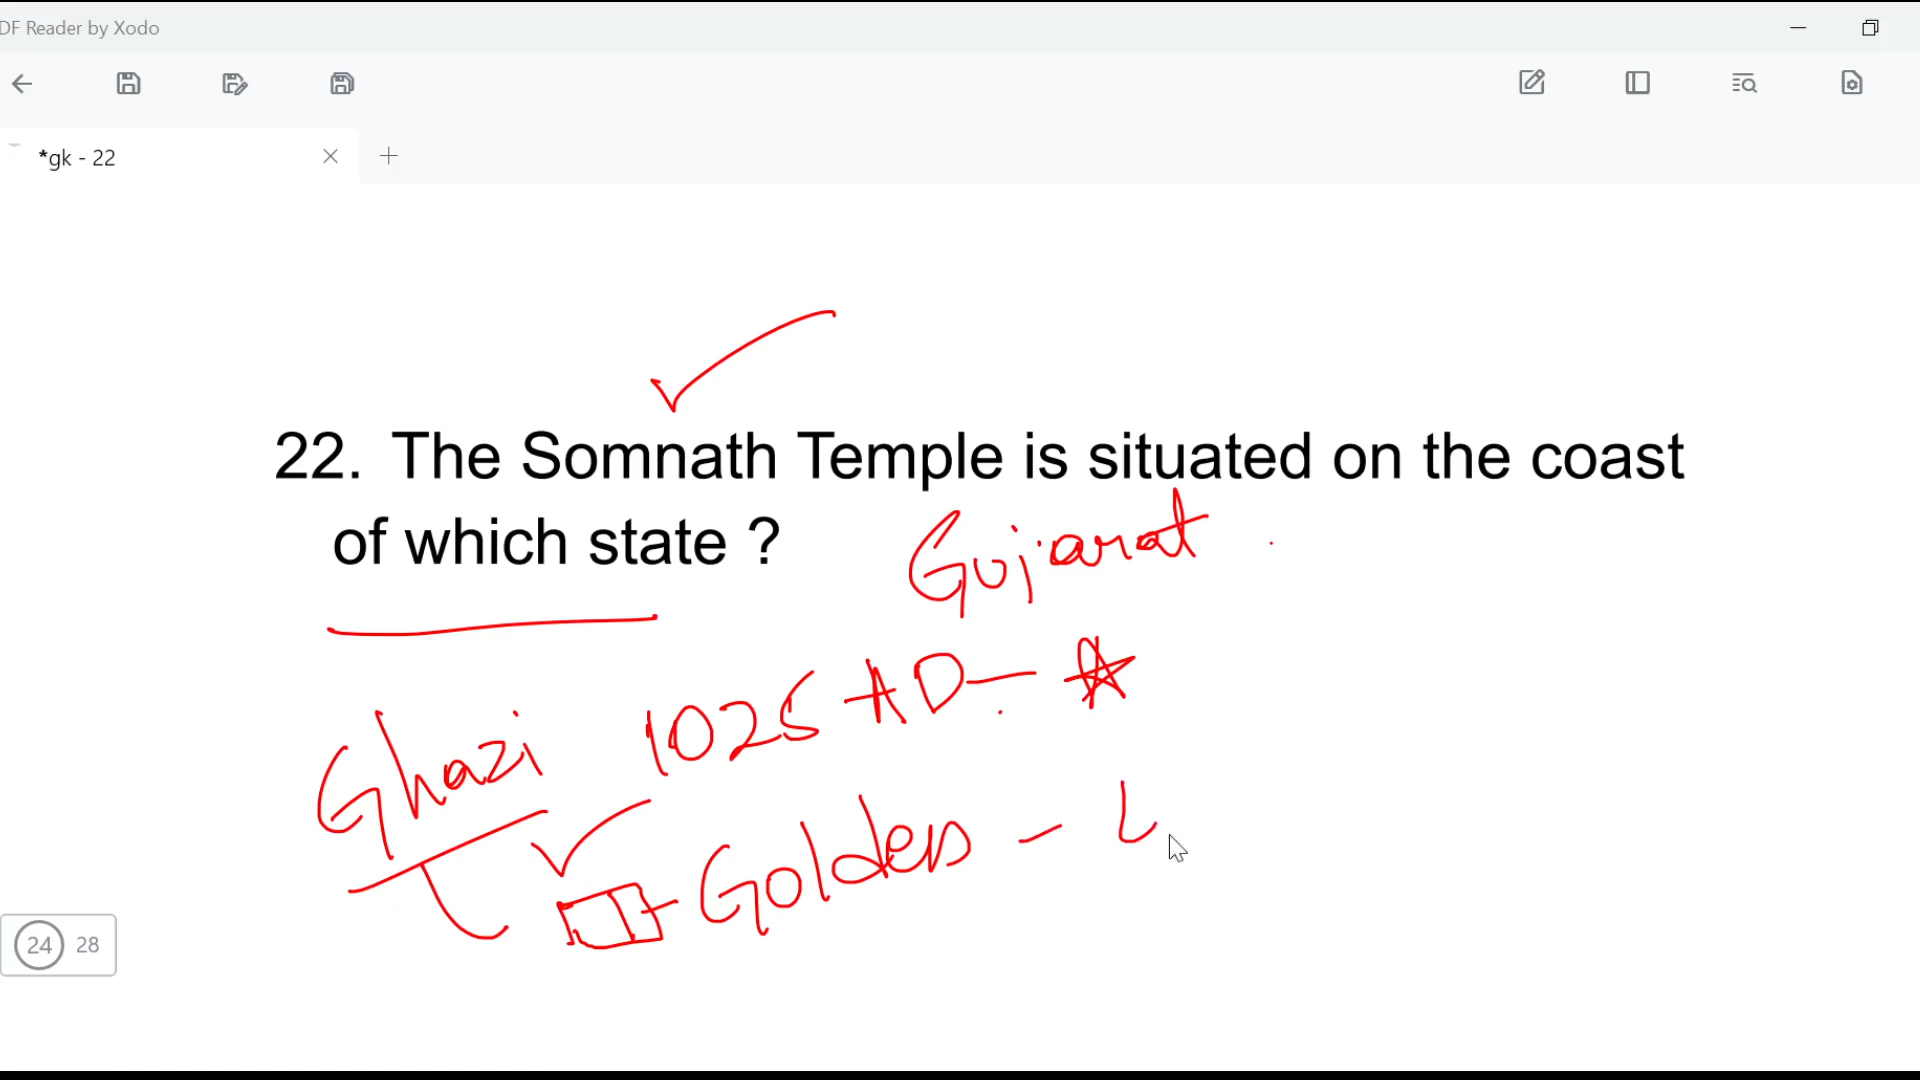 DF Reader by Xodo
*gk - 22
22. The Somnath Temple is situated on the coast
of which state ?
Gujarat
1025 AD
Ghazi
Golden - L
24 28